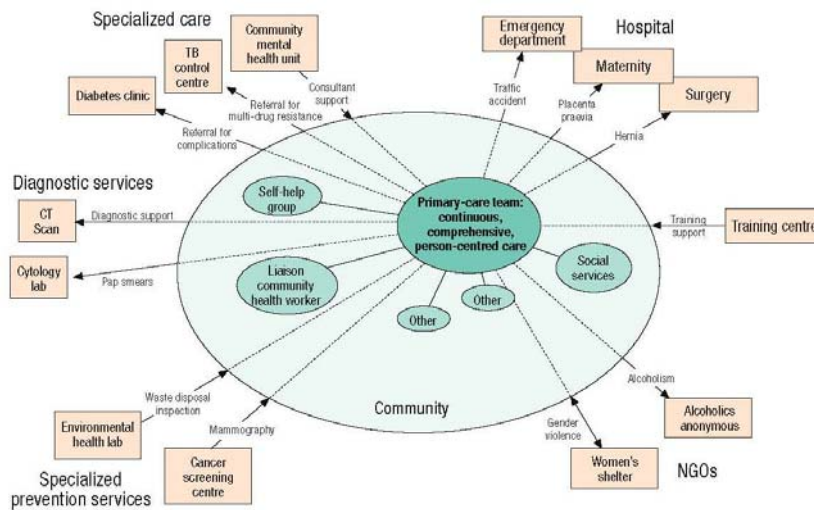 Specialized care
Community
mental
health unit
TB
control
centre
Diabetes clinic
Consultant
support
Referral for
multi-drug resistance
Referral for
complications
Emergency
department
Hospital
Maternity
Surgery
Traffic
accident
Placenta
praevia
Hernia
Diagnostic services
CT
Scan
Diagnostic support
Cytology
lab
Pap smears
Self-help
group
Primary-care team:
continuous,
comprehensive,
person-centred care
Training
support
Training centre
Liaison
community
health worker
Social
services
Other
Other
Community
Waste disposal
inspection
Environmental
health lab
Mammography
Cancer
screening
centre
Specialized
prevention services
Alcoholism
Alcoholics
anonymous
Gender
violence
Women's
shelter
NGOs